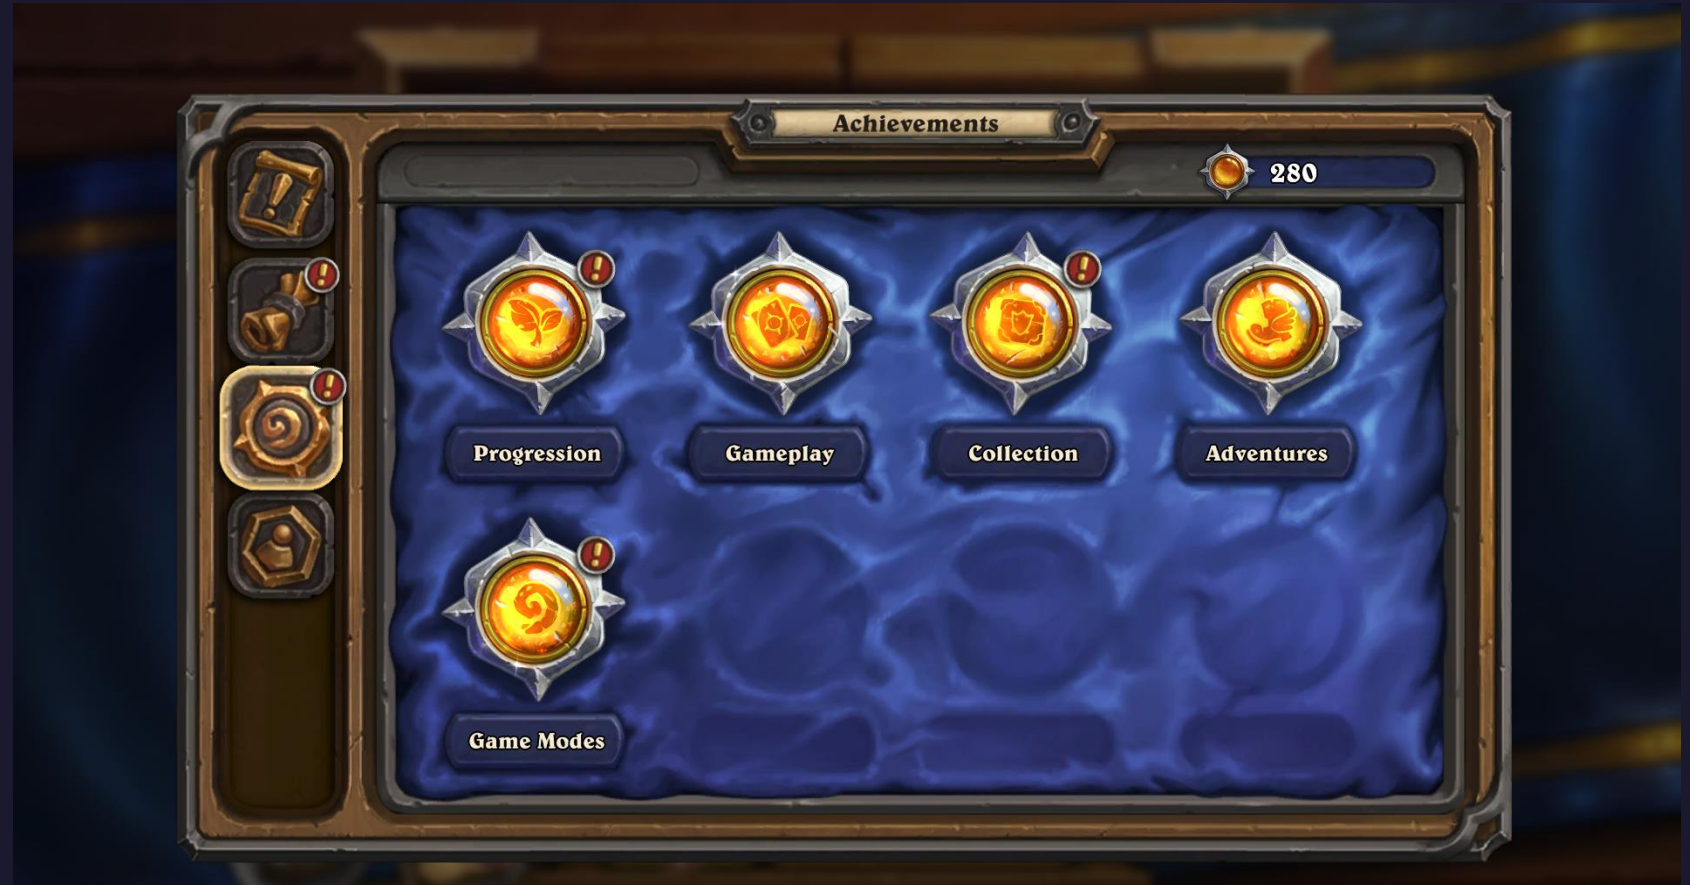 Achievements
280
Progression
Gameplay
Collection
Adventures
Game Modes